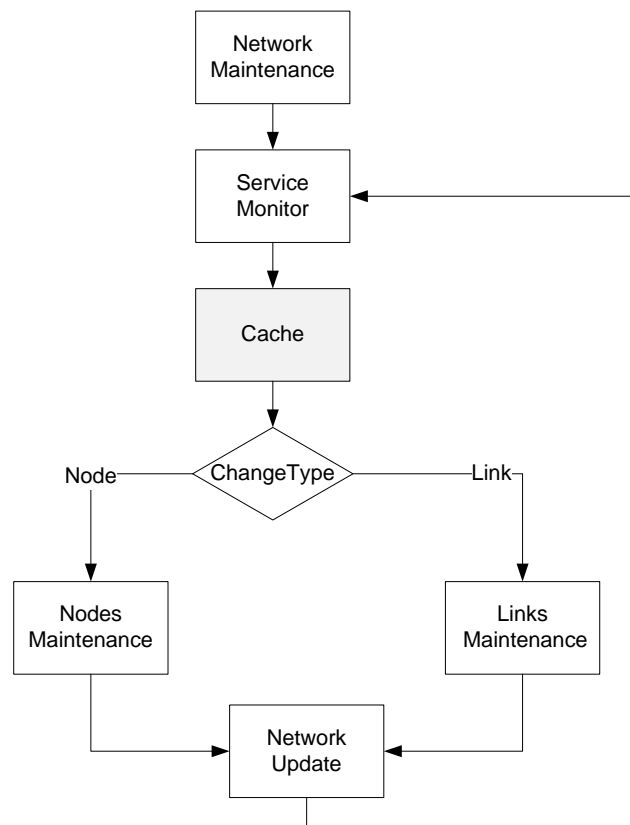 Network
Maintenance
Service
Monitor
Cache
ChangeType
Node
Link
Nodes
Maintenance
Links
Maintenance
Network
Update